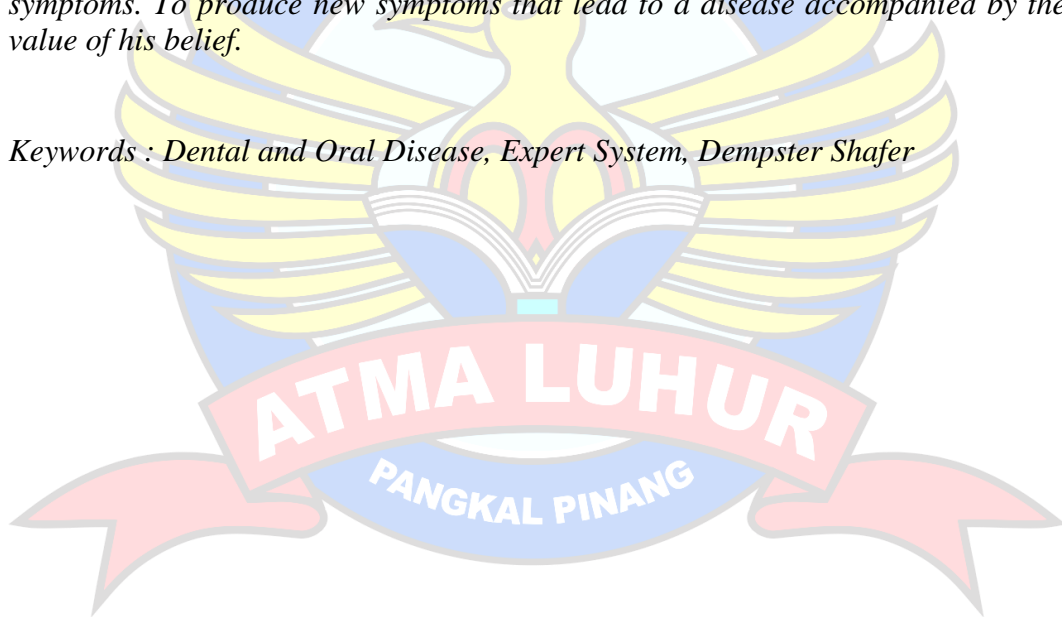 symptoms. To produce new symptoms that lead to a disease accompanied by the
value of his belief.
Keywords : Dental and Oral Disease, Expert System, Dempster Shafer
ATMA LUHUR
PANGKAL PINANG